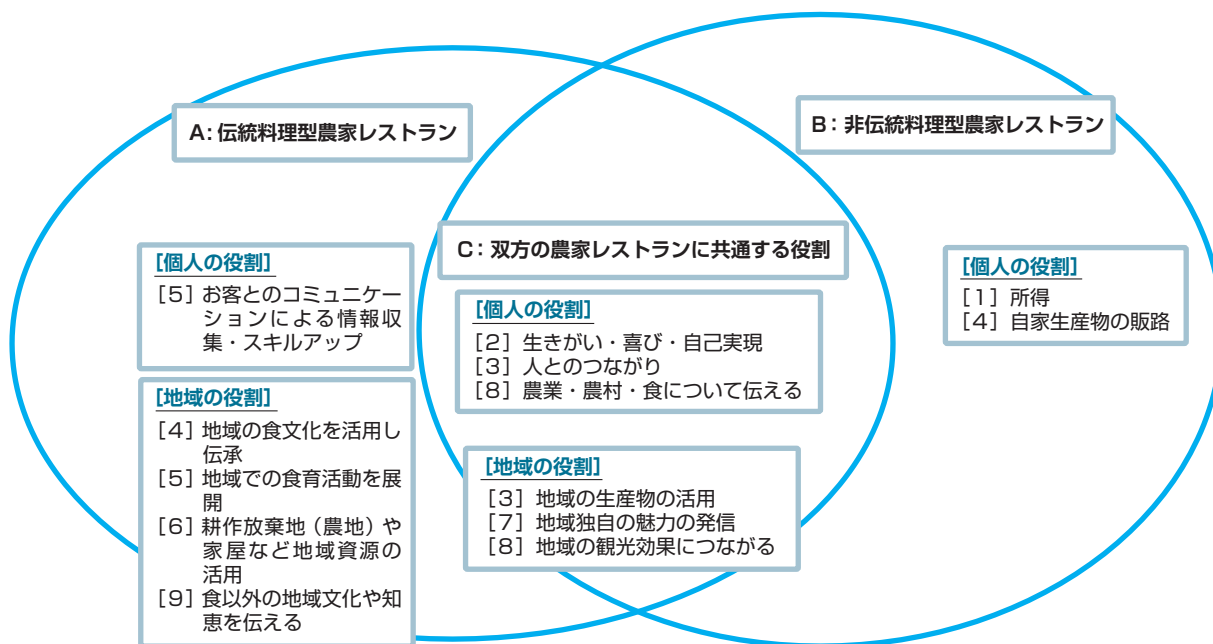 A：伝統料理型農家レストラン
[個人の役割]
[5] お客とのコミュニケー
ションによる情報収
集・スキルアップ
[地域の役割]
[4] 地域の食文化を活用し
伝承
[5] 地域での食育活動を展
開
[6] 耕作放棄地（農地）や
家屋など地域資源の
活用
[9] 食以外の地域文化や知
恵を伝える
C：双方の農家レストランに共通する役割
[個人の役割]
[2] 生きがい・喜び・自己実現
[3] 人とのつながり
[8] 農業・農村・食について伝える
[地域の役割]
[3] 地域の生産物の活用
[7] 地域独自の魅力の発信
[8] 地域の観光効果につながる
B：非伝統料理型農家レストラン
[個人の役割]
[1] 所得
[4] 自家生産物の販路